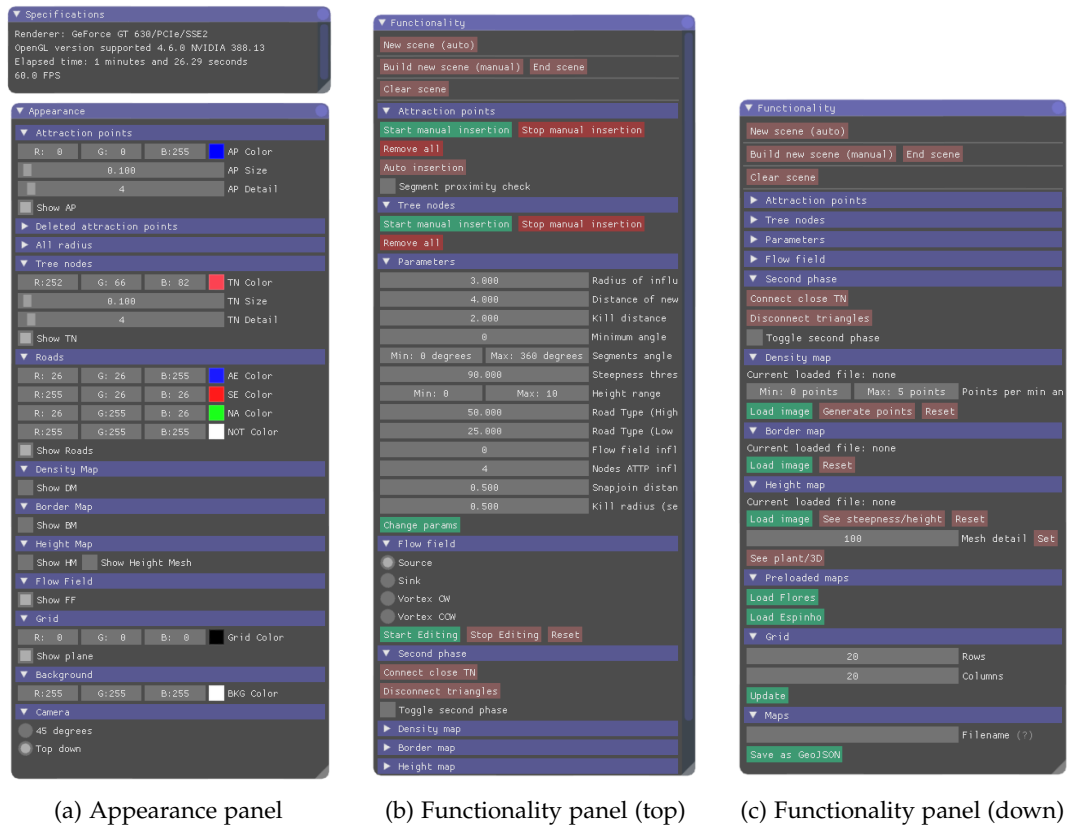 Specifications
Renderer: GeForce GT 630/PCIe/SSE2
OpenGL version supported 4.6.0 NVIDIA 388.13
Elapsed time: 1 minutes and 26.29 seconds
60.0 FPS
Appearance
Attraction points
R: 0 G: 0 B:255 AP Color
0.100 AP Size
4 AP Detail
Show AP
Deleted attraction points
All radius
Tree nodes
R:252 G: 66 B: 82 TN Color
0.100 TN Size
4 TN Detail
Show TN
Roads
R: 26 G: 26 B:255 AE Color
R:255 G: 26 B: 26 SE Color
R: 26 G:255 B: 26 NA Color
R:255 G:255 B:255 NOT Color
Show Roads
Density Map
Show DM
Border Map
Show BM
Height Map
Show HM Show Height Mesh
Flow Field
Show FF
Grid
R: 0 G: 0 B: 0 Grid Color
Show plane
Background
R:255 G:255 B:255 BKG Color
Camera
45 degrees
Top down
(a) Appearance panel
Functionality
New scene (auto)
Build new scene (manual) End scene
Clear scene
Attraction points
Start manual insertion Stop manual insertion
Remove all
Auto insertion
Segment proximity check
Tree nodes
Start manual insertion Stop manual insertion
Remove all
Parameters
3.000 Radius of influ
4.000 Distance of new
2.000 Kill distance
0 Minimum angle
Min: 0 degrees Max: 360 degrees Segments angle
90.000 Steepness thres
Min: 0 Max: 10 Height range
50.000 Road Type (High
25.000 Road Type (Low
0 Flow field infl
4 Nodes ATTP infl
0.500 Snapjoin distan
0.500 Kill radius (se
Change params
Flow field
Source
Sink
Vortex CW
Vortex CCW
Start Editing Stop Editing Reset
Second phase
Connect close TN
Disconnect triangles
Toggle second phase
Density map
Border map
Height map
(b) Functionality panel (top)
Functionality
New scene (auto)
Build new scene (manual) End scene
Clear scene
Attraction points
Tree nodes
Parameters
Flow field
Second phase
Connect close TN
Disconnect triangles
Toggle second phase
Density map
Current loaded file: none
Min: 0 points Max: 5 points Points per min an
Load image Generate points Reset
Border map
Current loaded file: none
Load image Reset
Height map
Current loaded file: none
Load image See steepness/height Reset
100 Mesh detail Set
See plant/3D
Preloaded maps
Load Flores
Load Espinho
Grid
20 Rows
20 Columns
Update
Maps
Filename (?)
Save as GeoJSON
(c) Functionality panel (down)